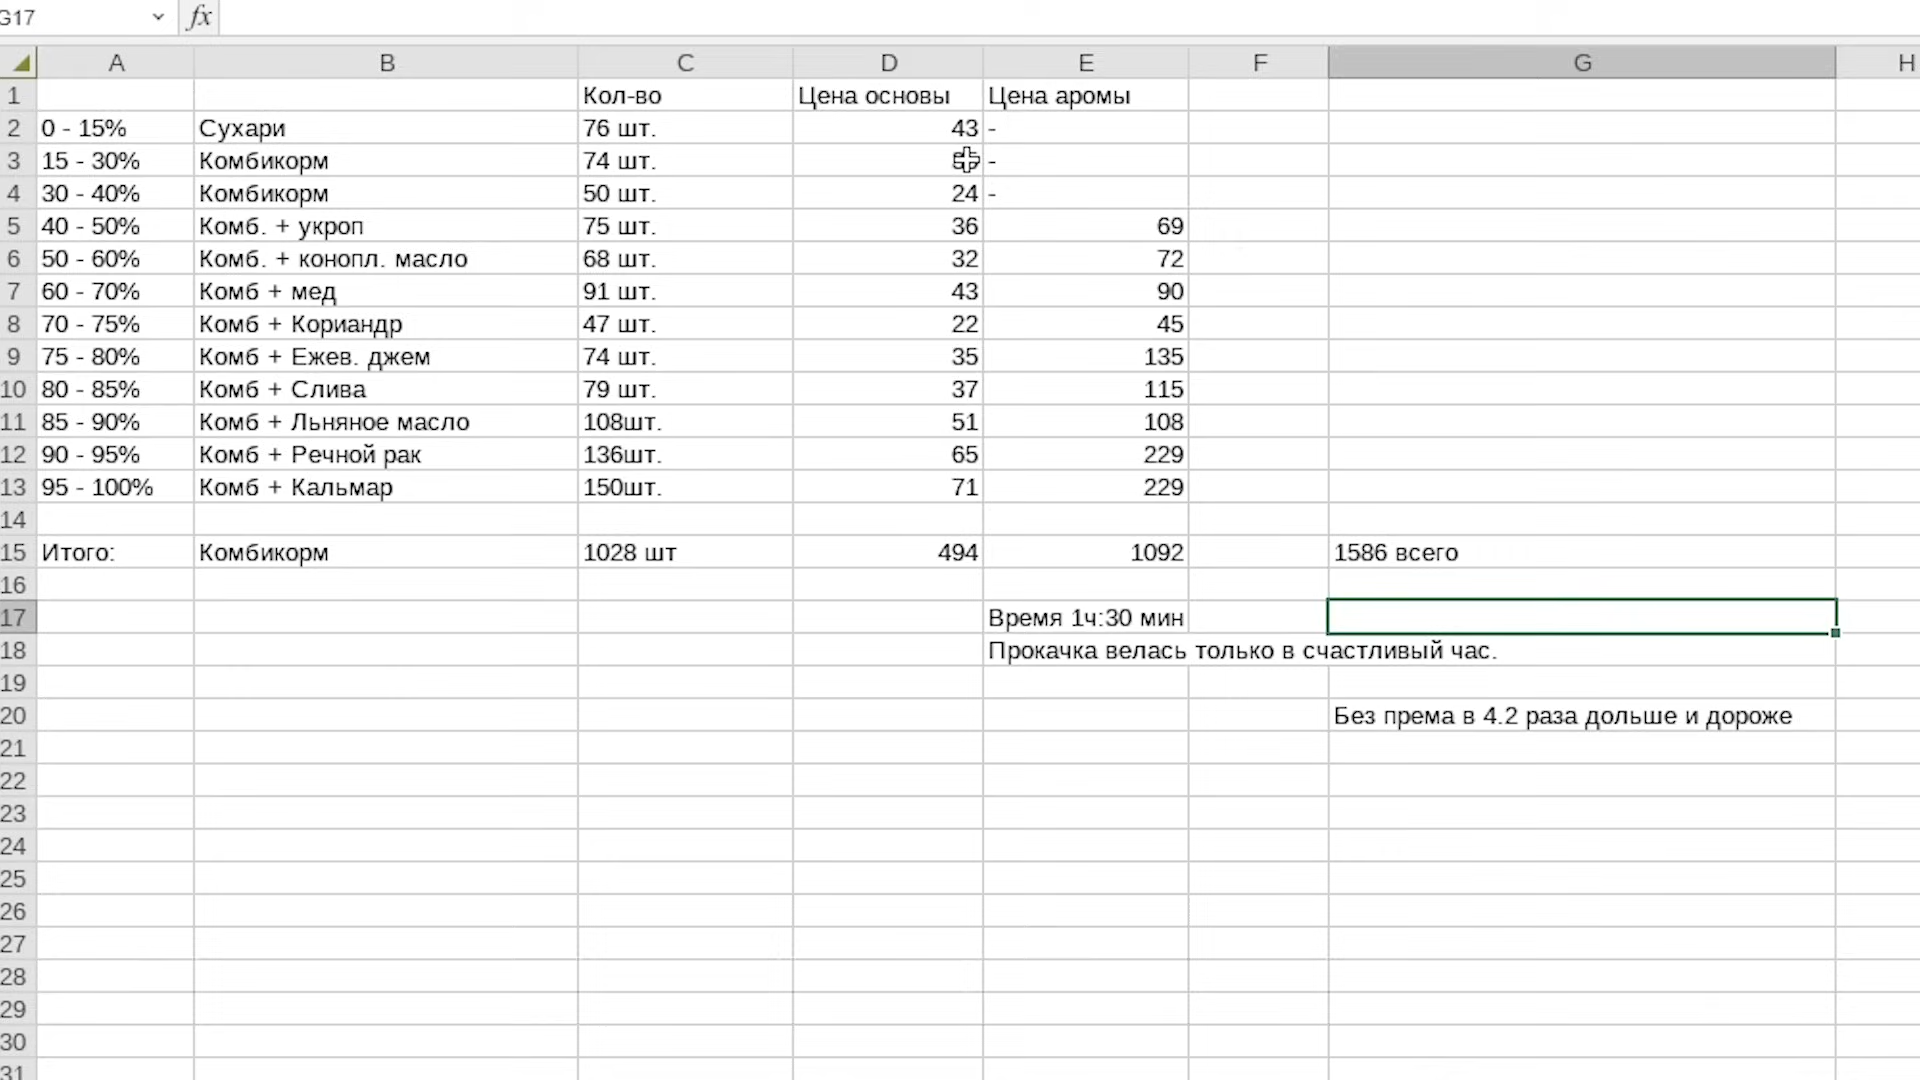 G17 fx
A B C D E F G H
1 Кол-во Цена основы Цена аромы
2 0 - 15% Сухари 76 шт. 43 -
3 15 - 30% Комбикорм 74 шт. -
4 30 - 40% Комбикорм 50 шт. 24 -
5 40 - 50% Комб. + укроп 75 шт. 36 69
6 50 - 60% Комб. + конопл. масло 68 шт. 32 72
7 60 - 70% Комб + мед 91 шт. 43 90
8 70 - 75% Комб + Кориандр 47 шт. 22 45
9 75 - 80% Комб + Ежев. джем 74 шт. 35 135
10 80 - 85% Комб + Слива 79 шт. 37 115
11 85 - 90% Комб + Льняное масло 108шт. 51 108
12 90 - 95% Комб + Речной рак 136шт. 65 229
13 95 - 100% Комб + Кальмар 150шт. 71 229
14
15 Итого: Комбикорм 1028 шт 494 1092 1586 всего
16
17 Время 1ч:30 мин
18 Прокачка велась только в счастливый час.
19
20 Без према в 4.2 раза дольше и дороже
21
22
23
24
25
26
27
28
29
30
31